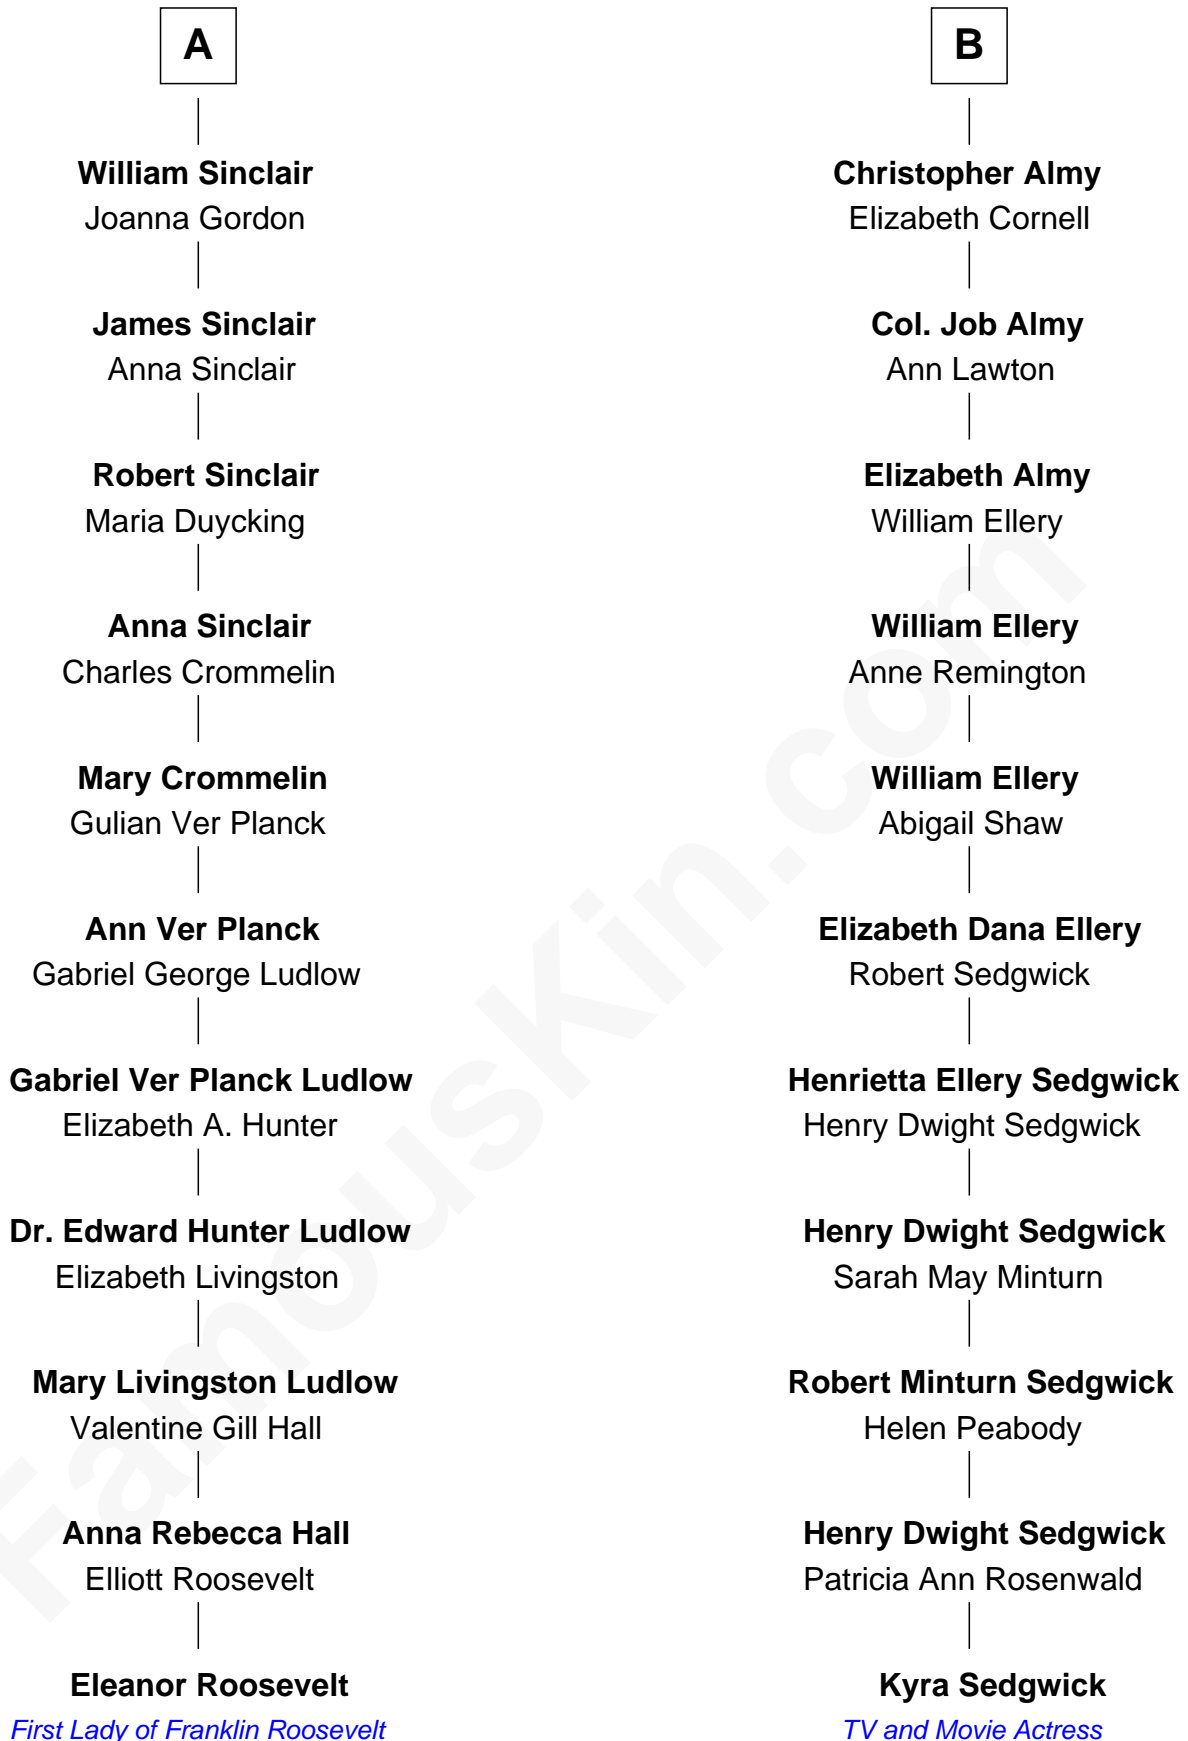 A
William Sinclair
Joanna Gordon
James Sinclair
Anna Sinclair
Robert Sinclair
Maria Duycking
Anna Sinclair
Charles Crommelin
Mary Crommelin
Gulian Ver Planck
Ann Ver Planck
Gabriel George Ludlow
Gabriel Ver Planck Ludlow
Elizabeth A. Hunter
Dr. Edward Hunter Ludlow
Elizabeth Livingston
Mary Livingston Ludlow
Valentine Gill Hall
Anna Rebecca Hall
Elliott Roosevelt
Eleanor Roosevelt
First Lady of Franklin Roosevelt
B
Christopher Almy
Elizabeth Cornell
Col. Job Almy
Ann Lawton
Elizabeth Almy
William Ellery
William Ellery
Anne Remington
William Ellery
Abigail Shaw
Elizabeth Dana Ellery
Robert Sedgwick
Henrietta Ellery Sedgwick
Henry Dwight Sedgwick
Henry Dwight Sedgwick
Sarah May Minturn
Robert Minturn Sedgwick
Helen Peabody
Henry Dwight Sedgwick
Patricia Ann Rosenwald
Kyra Sedgwick
TV and Movie Actress
FamousKin.com